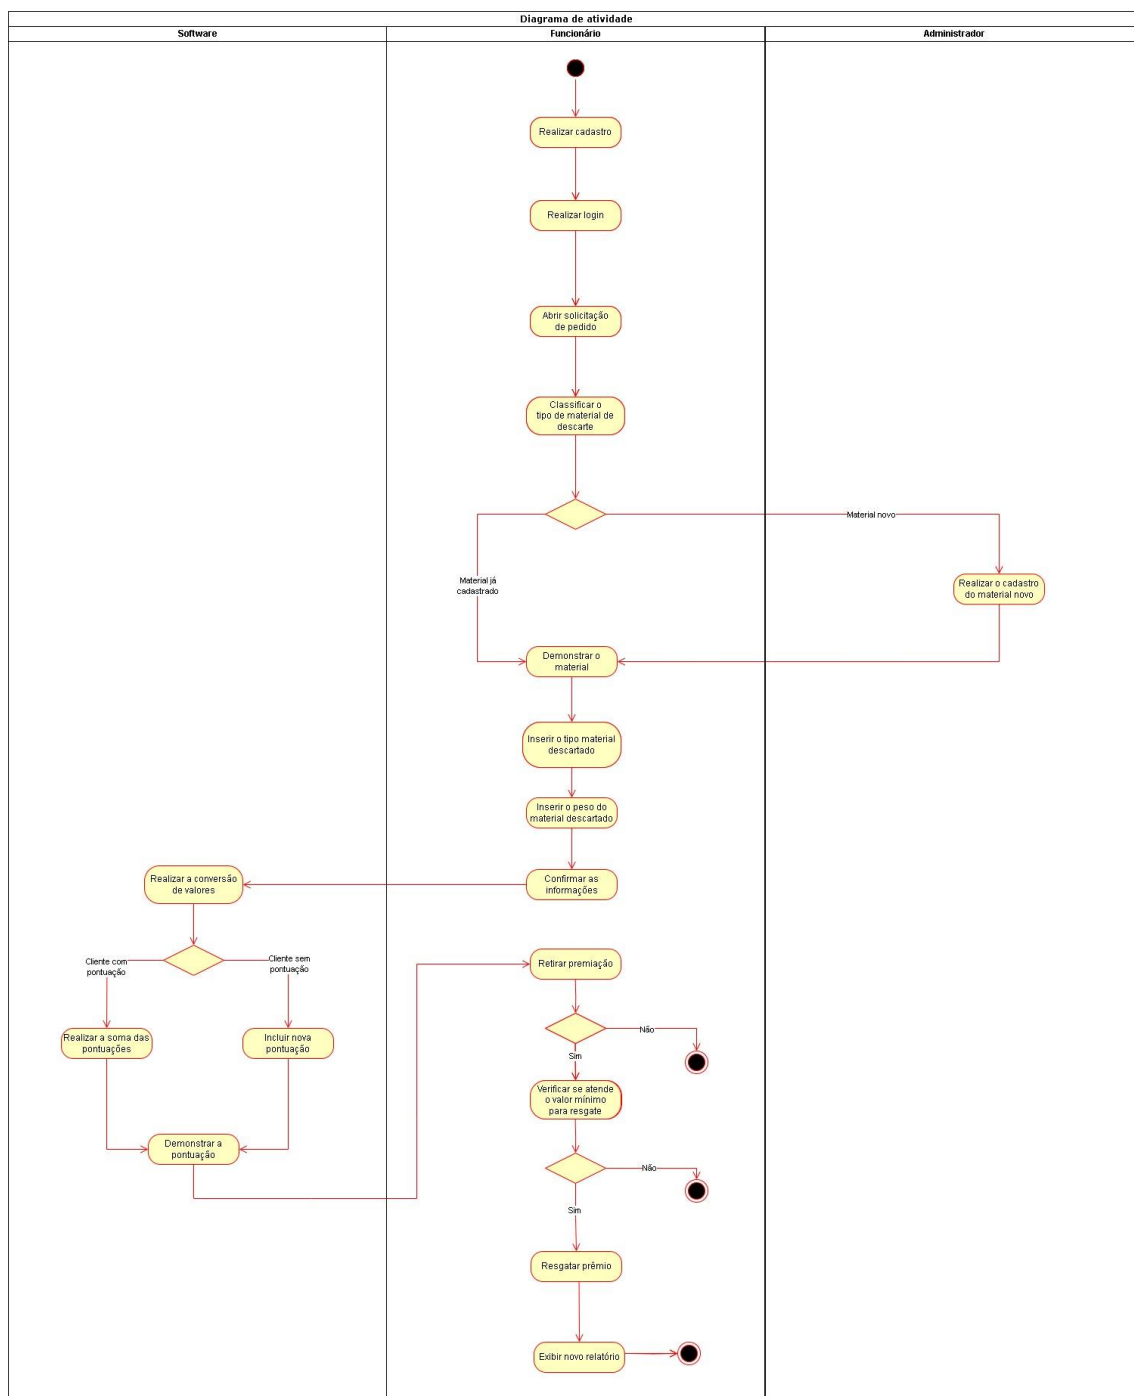 Diagrama de atividade
Software
Funcionário
Administrador
Realizar cadastro
Realizar login
Abrir solicitação
de pedido
Classificar o
tipo de material de
descarte
Material novo
Material já
cadastrado
Realizar o cadastro
do material novo
Demonstrar o
material
Inserir o tipo material
descartado
Inserir o peso do
material descartado
Confirmar as
informações
Realizar a conversão
de valores
Cliente com
pontuação
Cliente sem
pontuação
Realizar a soma das
pontuações
Incluir nova
pontuação
Demonstrar a
pontuação
Retirar premiação
Não
Sim
Verificar se atende
o valor mínimo
para resgate
Não
Sim
Resgatar prêmio
Exibir novo relatório